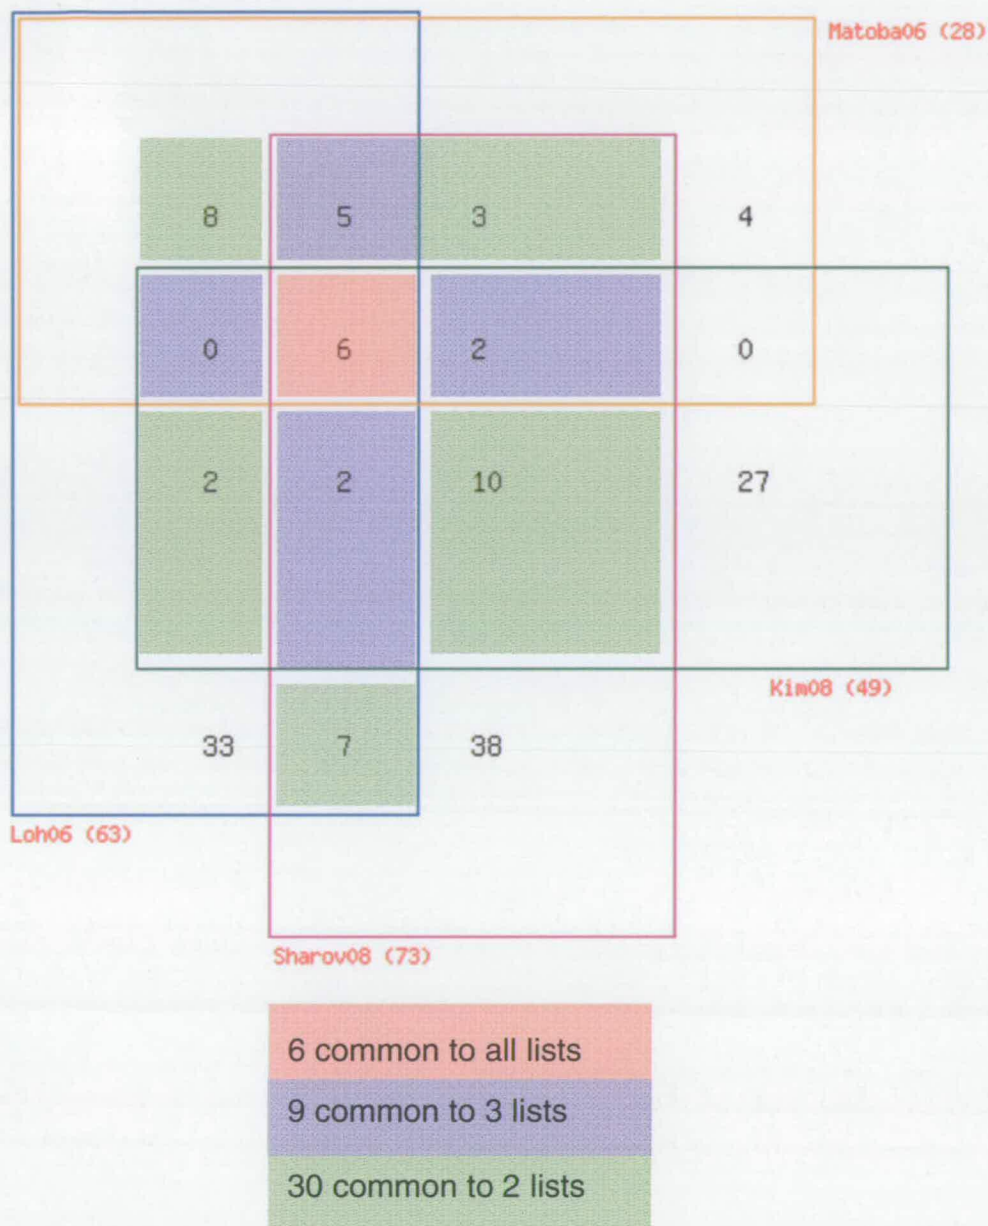 Matoba06 (28)
8 5 3 4
0 6 2 0
2 2 10 27
Kim08 (49)
33 7 38
Loh06 (63)
Sharov08 (73)
6 common to all lists
9 common to 3 lists
30 common to 2 lists